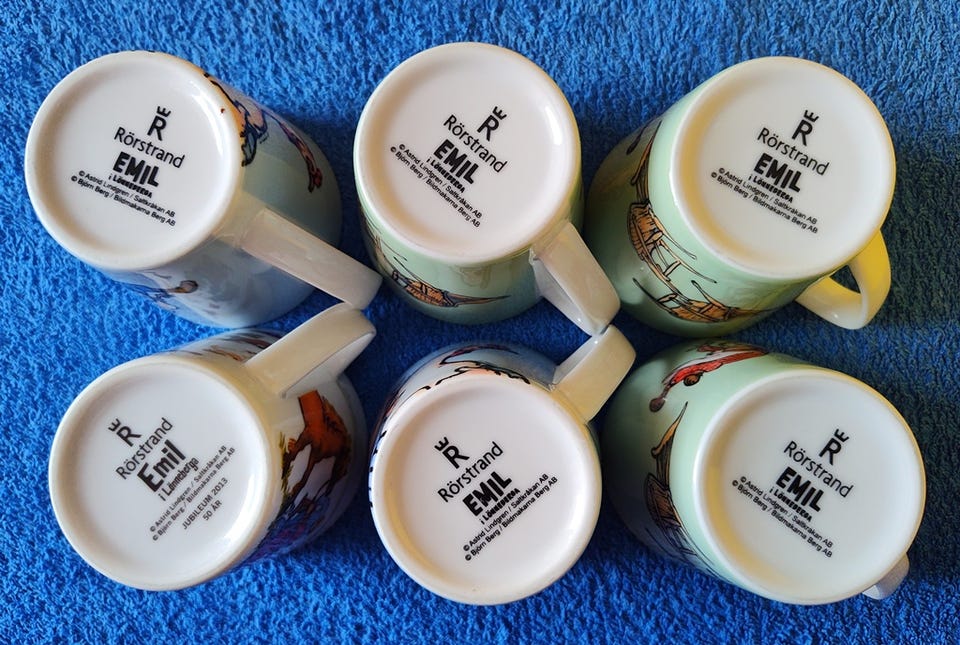 R
Rörstrand
EMIL
i LÖNNEBERGA
© Astrid Lindgren / Saltkråkan AB
© Björn Berg / Bildmakarna Berg AB
R
Rörstrand
EMIL
i LÖNNEBERGA
© Astrid Lindgren / Saltkråkan AB
© Björn Berg / Bildmakarna Berg AB
R
Rörstrand
EMIL
i LÖNNEBERGA
© Astrid Lindgren / Saltkråkan AB
© Björn Berg / Bildmakarna Berg AB
R
Rörstrand
Emil
i Lönneberga
© Astrid Lindgren / Saltkråkan AB
© Björn Berg / Bildmakarna Berg AB
JUBILEUM 2013
50 ÅR
R
Rörstrand
EMIL
i LÖNNEBERGA
© Astrid Lindgren / Saltkråkan AB
© Björn Berg / Bildmakarna Berg AB
R
Rörstrand
EMIL
© Astrid Lindgren / Saltkråkan AB
© Björn Berg / Bildmakarna Berg AB